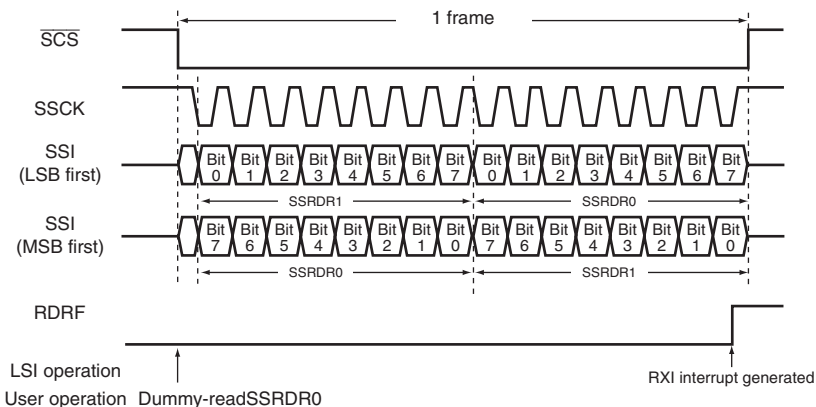 1 frame
SCS
SSCK
SSI
(LSB first)
Bit 0 Bit 1 Bit 2 Bit 3 Bit 4 Bit 5 Bit 6 Bit 7 Bit 0 Bit 1 Bit 2 Bit 3 Bit 4 Bit 5 Bit 6 Bit 7
SSRDR1 SSRDR0
SSI
(MSB first)
Bit 7 Bit 6 Bit 5 Bit 4 Bit 3 Bit 2 Bit 1 Bit 0 Bit 7 Bit 6 Bit 5 Bit 4 Bit 3 Bit 2 Bit 1 Bit 0
SSRDR0 SSRDR1
RDRF
LSI operation
RXI interrupt generated
User operation Dummy-readSSRDR0